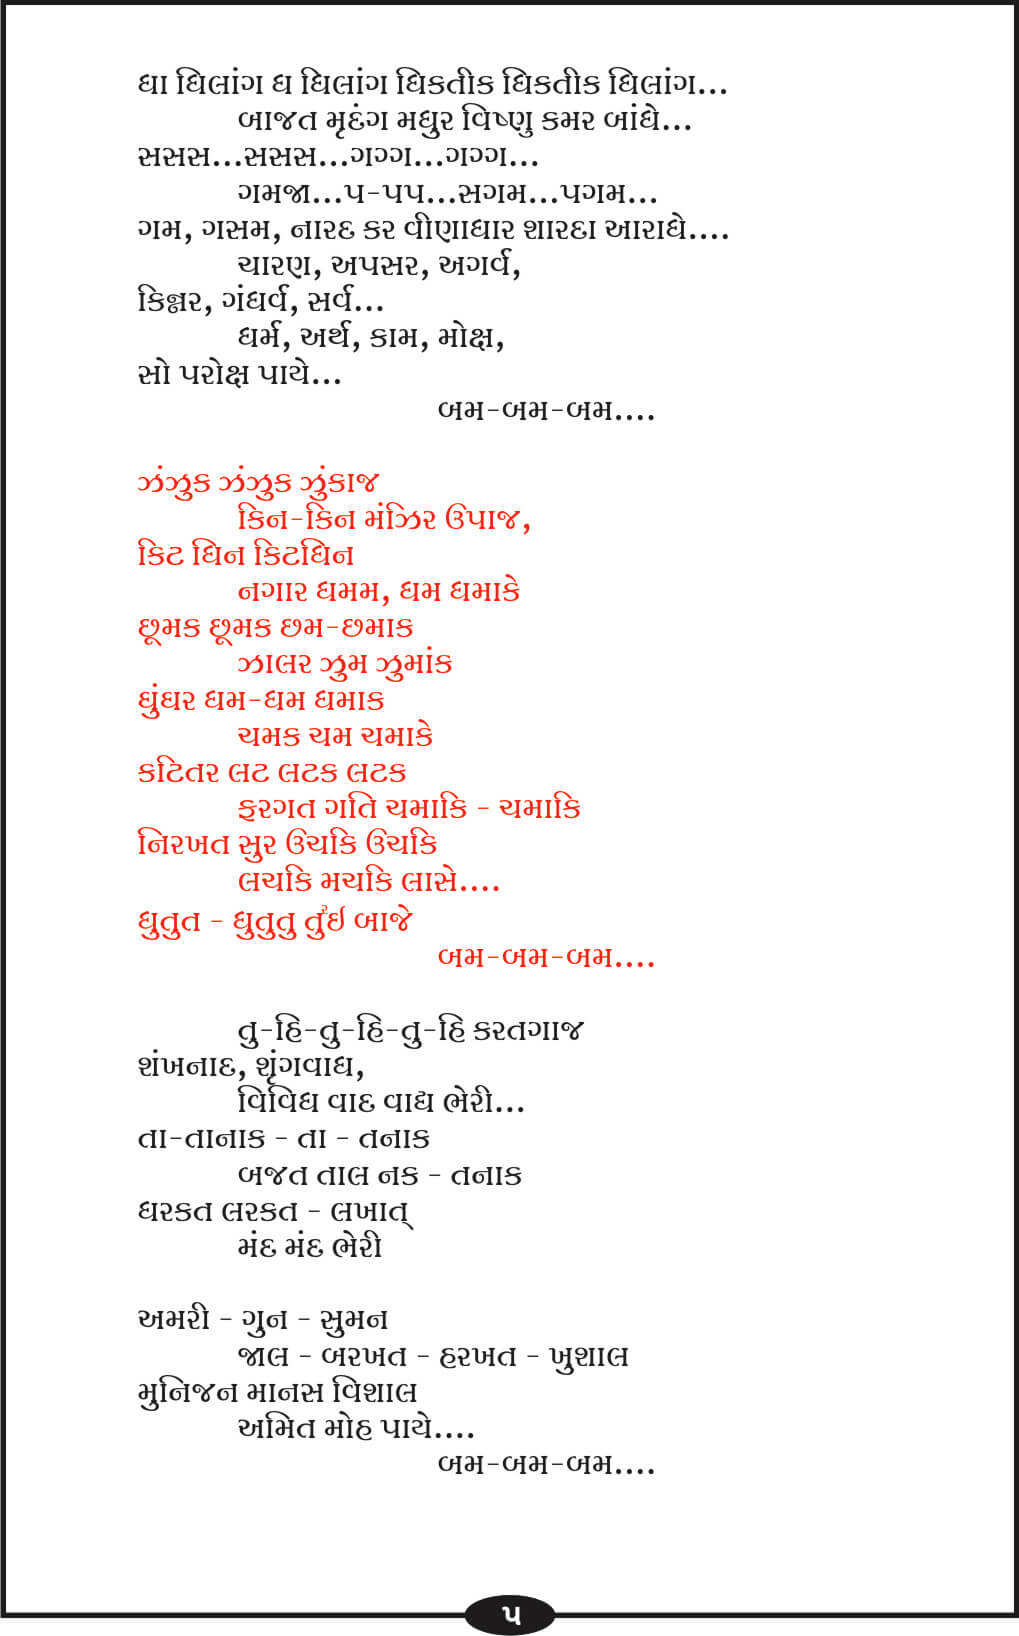 ધા ધિલાંગ ધ ધિલાંગ ધિકતીક ધિકતીક ધિલાંગ...
બાજત મૃદંગ મધુર વિષ્ણુ કમર બાંધે...
સસસ...સસસ...ગગ્ગ...ગગ્ગ...
ગમજા...પ-પપ...સગમ...પગમ...
ગમ, ગસમ, નારદ કર વીણાધાર શારદા આરાધે....
ચારણ, અપસર, અગર્વ,
કિન્નર, ગંધર્વ, સર્વ...
ધર્મ, અર્થ, કામ, મોક્ષ,
સો પરોક્ષ પાયે...
બમ-બમ-બમ....
ઝંઝુક ઝંઝુક ઝુંકાજ
કિન-કિન મંઝિર ઉપાજ,
કિટ ધિન કિટધિન
નગાર ધમમ, ધમ ધમાકે
છૂમક છૂમક છમ-છમાક
ઝાલર ઝુમ ઝુમાંક
ઘુંઘર ધમ-ધમ ધમાક
ચમક ચમ ચમાકે
કટિતર લટ લટક લટક
ફરગત ગતિ ચમાકિ - ચમાકિ
નિરખત સુર ઉચકિ ઉચકિ
લચકિ મચકિ લાસે....
ધુતુત - ધુતુતુ તુંઈ બાજે
બમ-બમ-બમ....
તુ-હિ-તુ-હિ-તુ-હિ કરતગાજ
શંખનાદ, શૃંગવાધ,
વિવિધ વાદ વાદ્ય ભેરી...
તા-તાનાક - તા - તનાક
બજત તાલ નક - તનાક
ધરકત લરકત - લખાત્
મંદ મંદ ભેરી
અમરી - ગુન - સુમન
જાલ - બરખત - હરખત - ખુશાલ
મુનિજન માનસ વિશાલ
અમિત મોહ પાયે....
બમ-બમ-બમ....
૫